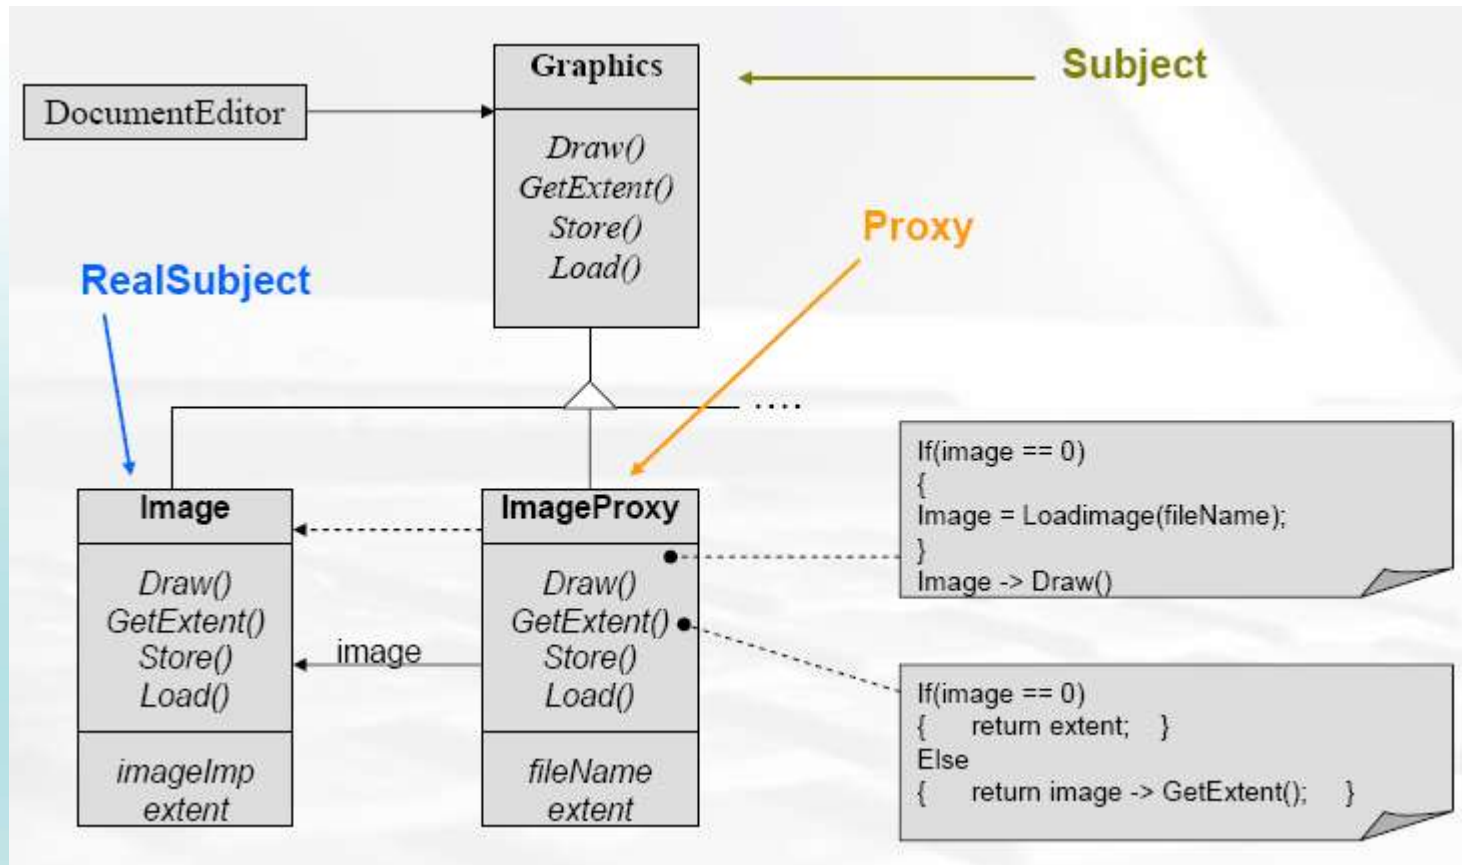 Graphics
Subject
DocumentEditor
Draw()
GetExtent()
Store()
Load()
Proxy
RealSubject
....
Image
Draw()
GetExtent()
Store()
Load()
imageImp
extent
image
ImageProxy
Draw()
GetExtent()
Store()
Load()
fileName
extent
If(image == 0)
{
Image = Loadimage(fileName);
}
Image -> Draw()
If(image == 0)
{ return extent; }
Else
{ return image -> GetExtent(); }